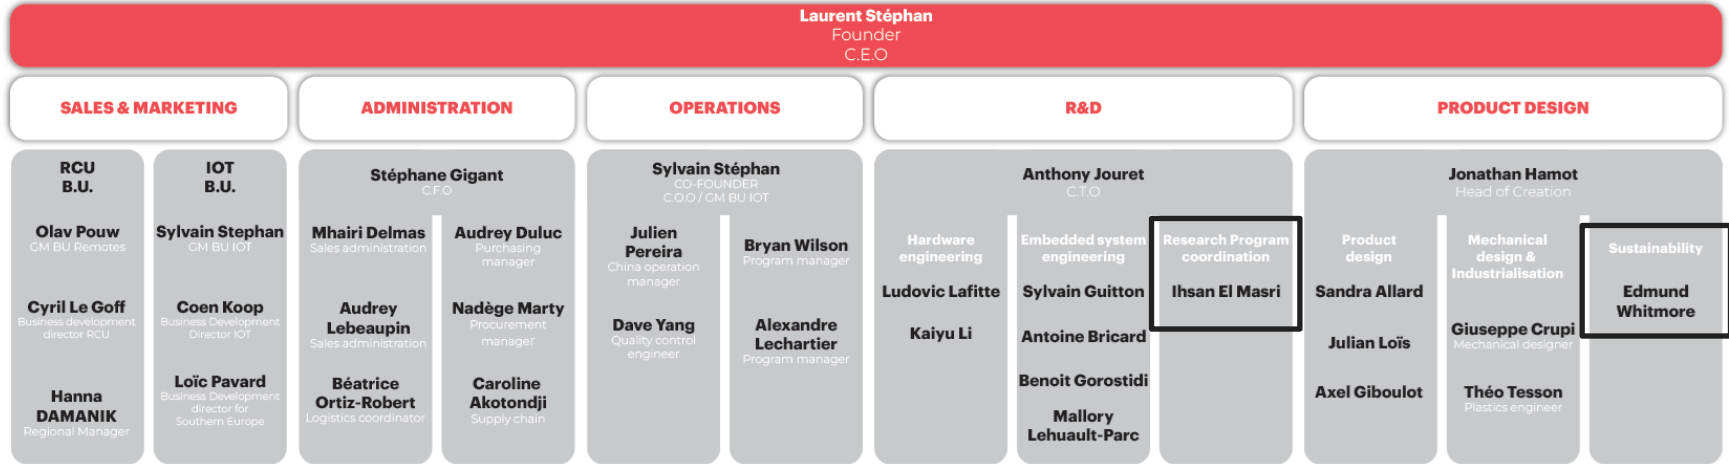 Laurent Stéphan
Founder
C.E.O
SALES & MARKETING
ADMINISTRATION
OPERATIONS
R&D
PRODUCT DESIGN
RCU
B.U.
Olav Pouw
GM BU Remotes
Cyril Le Goff
Business development
director RCU
Hanna
DAMANIK
Regional Manager
IOT
B.U.
Sylvain Stephan
GM BU IOT
Coen Koop
Business Development
Director IOT
Loïc Pavard
Business Development
director for
Southern Europe
Stéphane Gigant
C.F.O
Mhairi Delmas
Sales administration
Audrey
Lebeaupin
Sales administration
Béatrice
Ortiz-Robert
Logistics coordinator
Audrey Duluc
Purchasing
manager
Nadège Marty
Procurement
manager
Caroline
Akotondji
Supply chain
Sylvain Stéphan
CO-FOUNDER
C.O.O / GM BU IOT
Julien
Pereira
China operation
manager
Dave Yang
Quality control
engineer
Bryan Wilson
Program manager
Alexandre
Lechartier
Program manager
Anthony Jouret
C.T.O
Hardware
engineering
Ludovic Lafitte
Kaiyu Li
Embedded system
engineering
Sylvain Guitton
Antoine Bricard
Benoit Gorostidi
Mallory
Lehuault-Parc
Research Program
coordination
Ihsan El Masri
Jonathan Hamot
Head of Creation
Product
design
Sandra Allard
Julian Loïs
Axel Giboulot
Mechanical
design &
Industrialisation
Giuseppe Crupi
Mechanical designer
Théo Tesson
Plastics engineer
Sustainability
Edmund
Whitmore